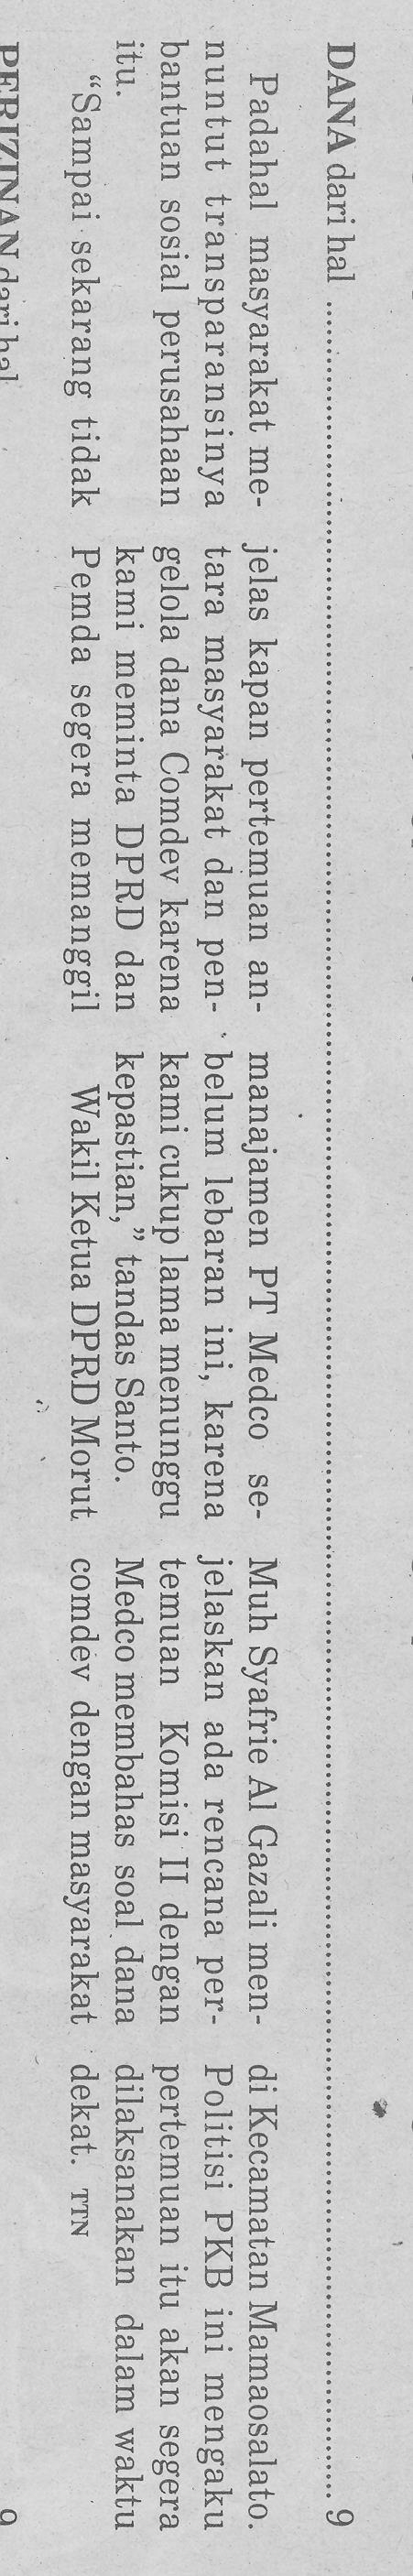 DANA dari hal ........................................ 9
Padahal masyarakat me-
nuntut transparansinya
bantuan sosial perusahaan
itu.
“Sampai sekarang tidak
jelas kapan pertemuan an-
tara masyarakat dan pen-
gelola dana Comdev karena
kami meminta DPRD dan
Pemda segera memanggil
manajamen PT Medco se-
belum lebaran ini, karena
kami cukup lama menunggu
kepastian,” tandas Santo.
Wakil Ketua DPRD Morut
Muh Syafrie Al Gazali men-
jelaskan ada rencana per-
temuan Komisi II dengan
Medco membahas soal dana
comdev dengan masyarakat
di Kecamatan Mamaosalato.
Politisi PKB ini mengaku
pertemuan itu akan segera
dilaksanakan dalam waktu
dekat. TTN
PERIZINAN dari hal 9